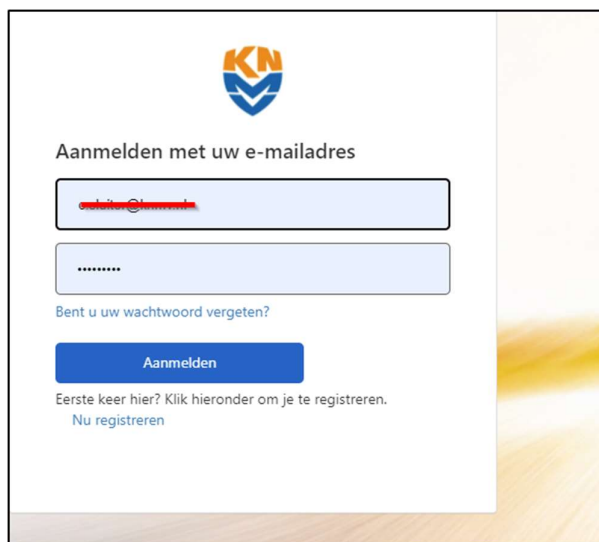 KN
MV
Aanmelden met uw e-mailadres
•••••••••
Bent u uw wachtwoord vergeten?
Aanmelden
Eerste keer hier? Klik hieronder om je te registreren.
Nu registreren